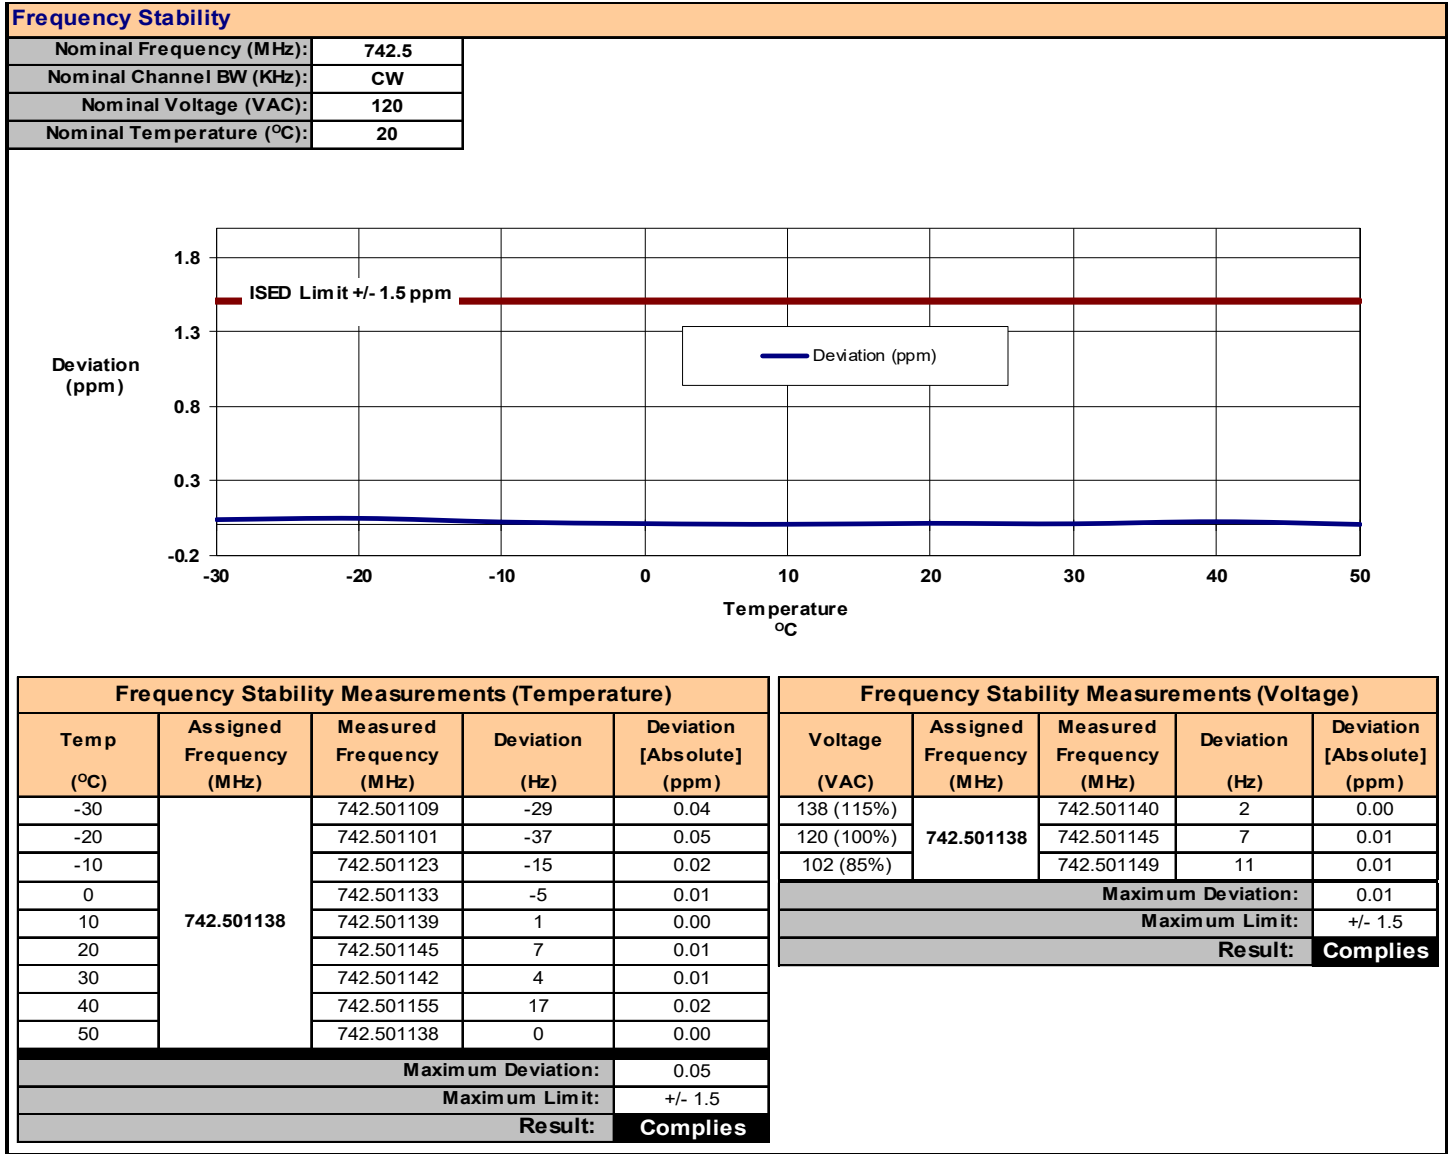 Frequency Stability
Nominal Frequency (MHz): 742.5
Nominal Channel BW (KHz): CW
Nominal Voltage (VAC): 120
Nominal Temperature (ᴼC): 20
1.8
1.3
0.8
0.3
-0.2
Deviation
(ppm)
ISED Limit +/- 1.5 ppm
Deviation (ppm)
-30 -20 -10 0 10 20 30 40 50
Temperature
ᴼC
Frequency Stability Measurements (Temperature)
Temp (ᴼC) Assigned Frequency (MHz) Measured Frequency (MHz) Deviation (Hz) Deviation [Absolute] (ppm)
-30 742.501109 -29 0.04
-20 742.501101 -37 0.05
-10 742.501123 -15 0.02
0 742.501133 -5 0.01
10 742.501138 742.501139 1 0.00
20 742.501145 7 0.01
30 742.501142 4 0.01
40 742.501155 17 0.02
50 742.501138 0 0.00
Maximum Deviation: 0.05
Maximum Limit: +/- 1.5
Result: Complies
Frequency Stability Measurements (Voltage)
Voltage (VAC) Assigned Frequency (MHz) Measured Frequency (MHz) Deviation (Hz) Deviation [Absolute] (ppm)
138 (115%) 742.501140 2 0.00
120 (100%) 742.501138 742.501145 7 0.01
102 (85%) 742.501149 11 0.01
Maximum Deviation: 0.01
Maximum Limit: +/- 1.5
Result: Complies